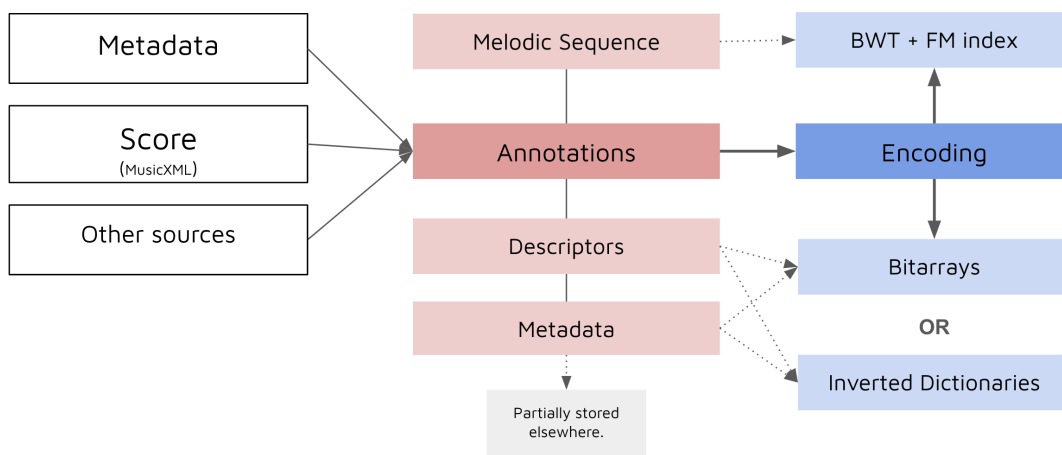 Metadata
Score
(MusicXML)
Other sources
Melodic Sequence
Annotations
Descriptors
Metadata
Partially stored
elsewhere.
BWT + FM index
Encoding
Bitarrays
OR
Inverted Dictionaries